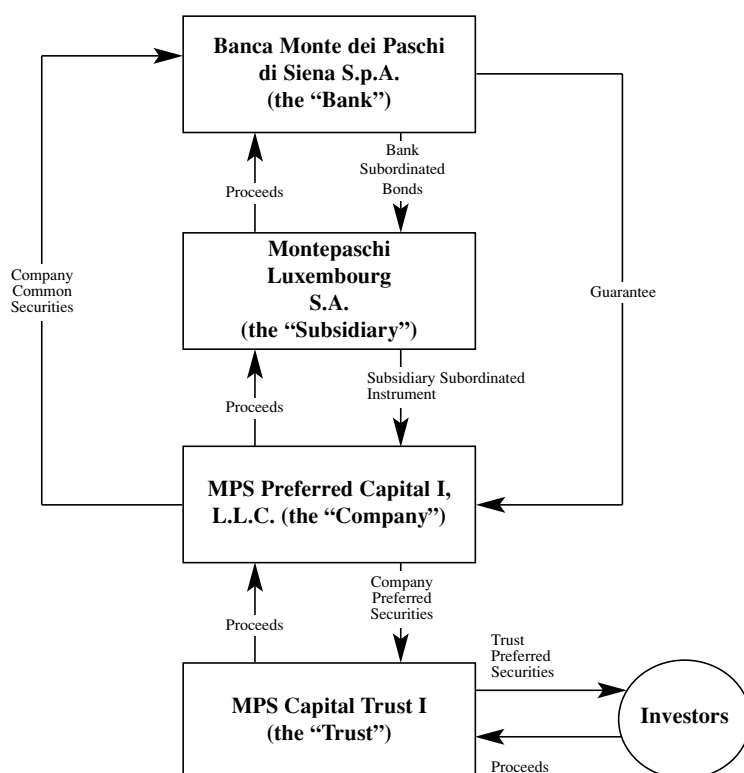 Banca Monte dei Paschi
di Siena S.p.A.
(the “Bank”)
Bank
Subordinated
Bonds
Proceeds
Montepaschi
Luxembourg
S.A.
(the “Subsidiary”)
Company
Common
Securities
Guarantee
Subsidiary Subordinated
Instrument
Proceeds
MPS Preferred Capital I,
L.L.C. (the “Company”)
Company
Preferred
Securities
Proceeds
Trust
Preferred
Securities
MPS Capital Trust I
(the “Trust”)
Investors
Proceeds